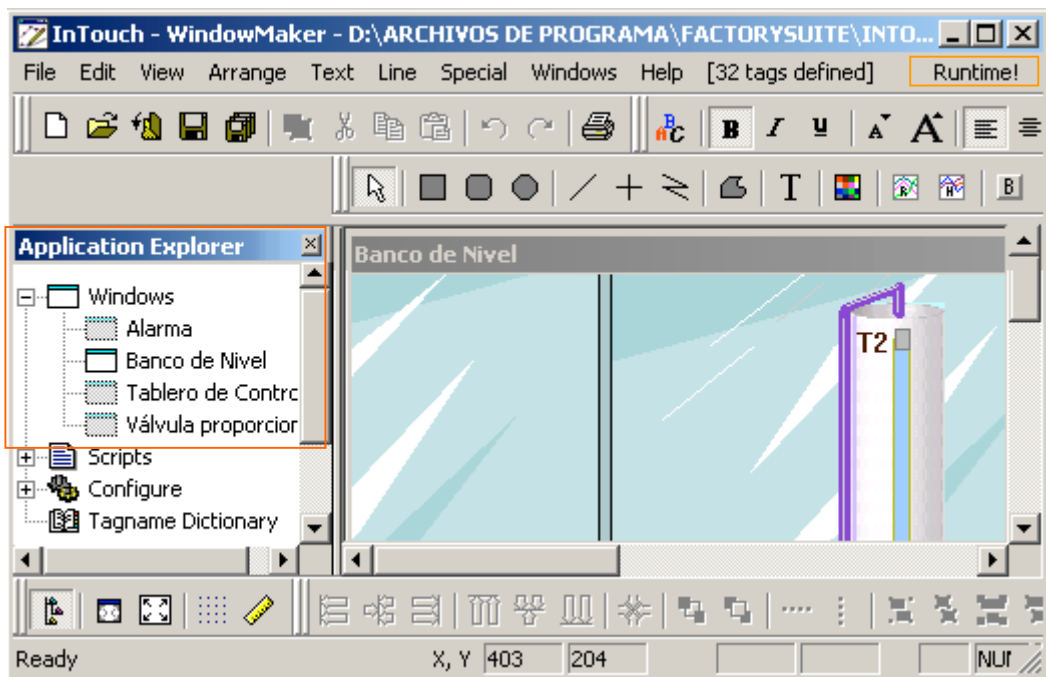 InTouch - WindowMaker - D:\ARCHIVOS DE PROGRAMA\FACTORYSUITE\INTO...
File Edit View Arrange Text Line Special Windows Help [32 tags defined] Runtime!
ABC B I U A A
T R H B
Application Explorer
Banco de Nivel
Windows
Alarma
Banco de Nivel
Tablero de Contrc
Válvula proporcior
Scripts
Configure
Tagname Dictionary
T2
Ready X, Y 403 204 NUM